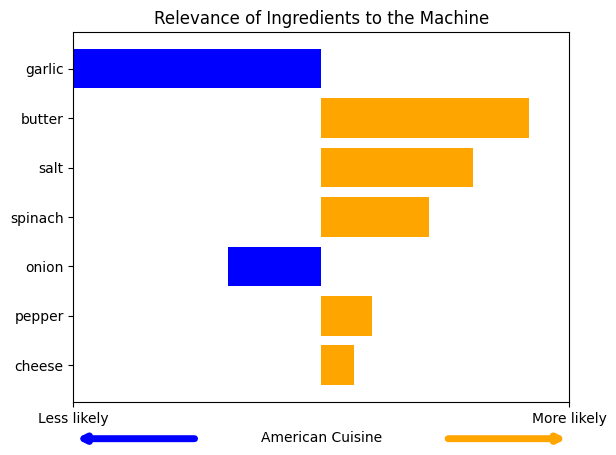 Relevance of Ingredients to the Machine
garlic
butter
salt
spinach
onion
pepper
cheese
Less likely
More likely
American Cuisine